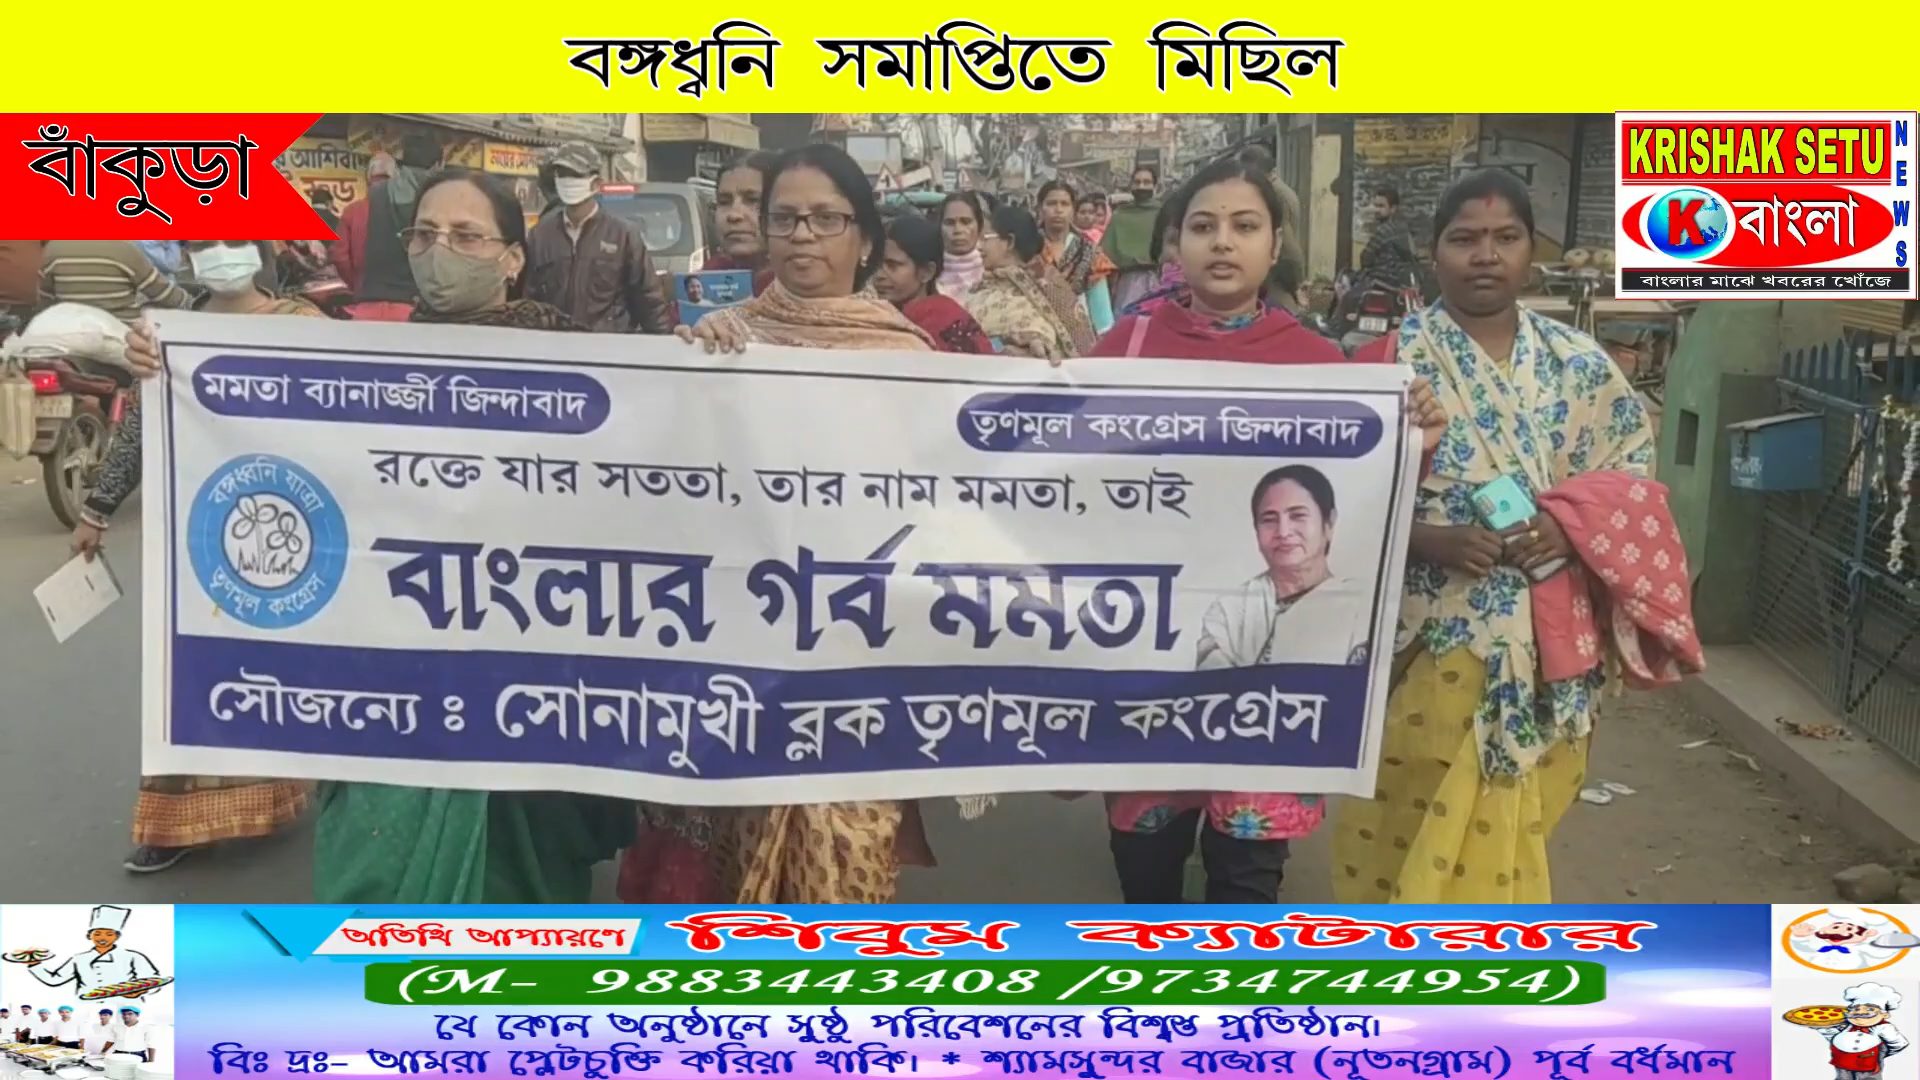 বঙ্গধ্বনি সমাপ্তিতে মিছিল
বাঁকুড়া
KRISHAK SETU
NEWS
K বাংলা
বাংলার মাঝে খবরের খোঁজে
মমতা ব্যানার্জ্জী জিন্দাবাদ
তৃণমূল কংগ্রেস জিন্দাবাদ
রক্তে যার সততা, তার নাম মমতা, তাই
বঙ্গধ্বনি যাত্রা
তৃণমূল কংগ্রেস
বাংলার গর্ব মমতা
সৌজন্যে ঃ সোনামুখী ব্লক তৃণমূল কংগ্রেস
অতিথি আপ্যারণে শিবুম ক্যাটারার
(M- 9883443408 /9734744954)
যে কোন অনুষ্ঠানে সুষ্ঠু পরিবেশনের বিশ্বস্ত প্রতিষ্ঠান।
বিঃ দ্রঃ- আমরা প্লেটচুক্তি করিয়া থাকি। * শ্যামসুন্দর বাজার (নূতনগ্রাম) পূর্ব বর্ধমান